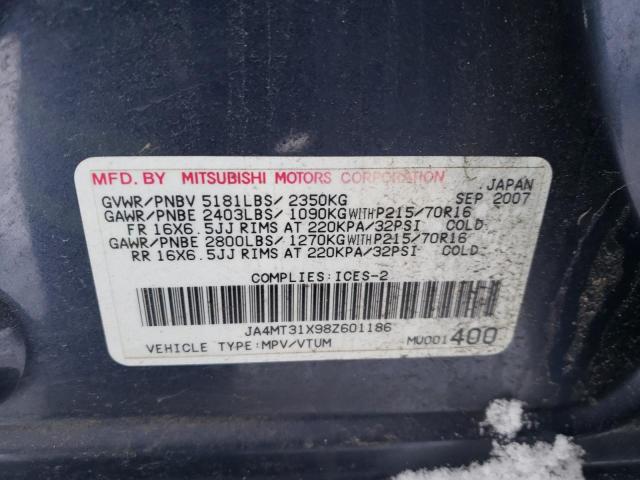 MFD. BY MITSUBISHI MOTORS CORPORATION JAPAN
GVWR/PNBV 5181LBS/2350KG SEP 2007
GAWR/PNBE 2403LBS/1090KG WITH P215/70R16
FR 16X6.5JJ RIMS AT 220KPA/32PSI COLD
GAWR/PNBE 2800LBS/1270KG WITH P215/70R16
RR 16X6.5JJ RIMS AT 220KPA/32PSI COLD
COMPLIES:ICES-2
JA4MT31X98Z601186
VEHICLE TYPE:MPV/VTUM MU001400